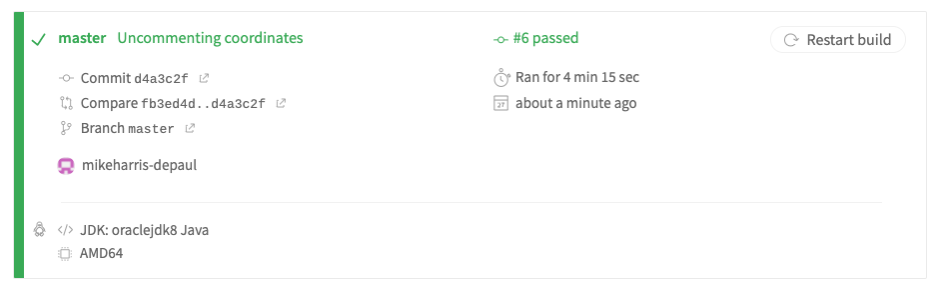 master Uncommenting coordinates
#6 passed
Restart build
Commit d4a3c2f
Ran for 4 min 15 sec
Compare fb3ed4d..d4a3c2f
27
about a minute ago
Branch master
mikeharris-depaul
</> JDK: oraclejdk8 Java
AMD64